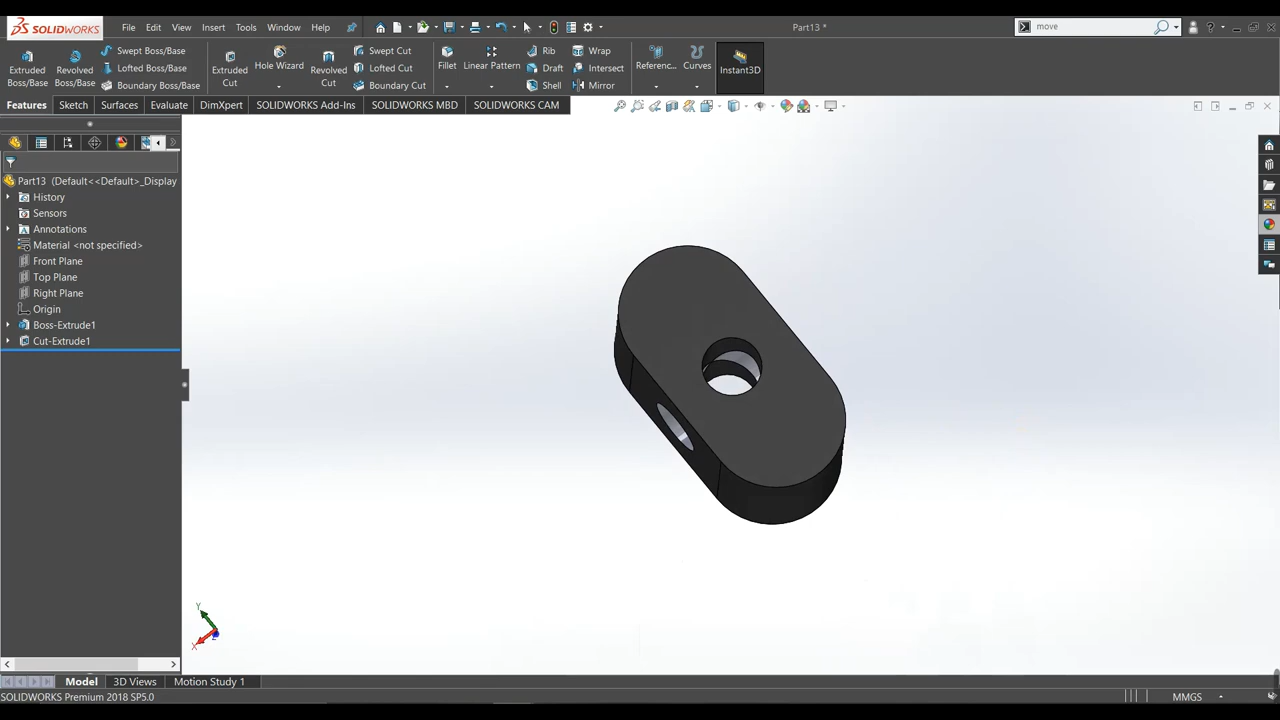 SOLIDWORKS File Edit View Insert Tools Window Help Part13 * move ?
Extruded Boss/Base
Revolved Boss/Base
Swept Boss/Base
Lofted Boss/Base
Boundary Boss/Base
Extruded Cut
Hole Wizard
Revolved Cut
Swept Cut
Lofted Cut
Boundary Cut
Fillet
Linear Pattern
Rib
Draft
Shell
Wrap
Intersect
Mirror
Referenc...
Curves
Instant3D
Features Sketch Surfaces Evaluate DimXpert SOLIDWORKS Add-Ins SOLIDWORKS MBD SOLIDWORKS CAM
Part13 (Default<<Default>_Display
History
Sensors
Annotations
Material <not specified>
Front Plane
Top Plane
Right Plane
Origin
Boss-Extrude1
Cut-Extrude1
Y
X
Z
Model 3D Views Motion Study 1
SOLIDWORKS Premium 2018 SP5.0 MMGS